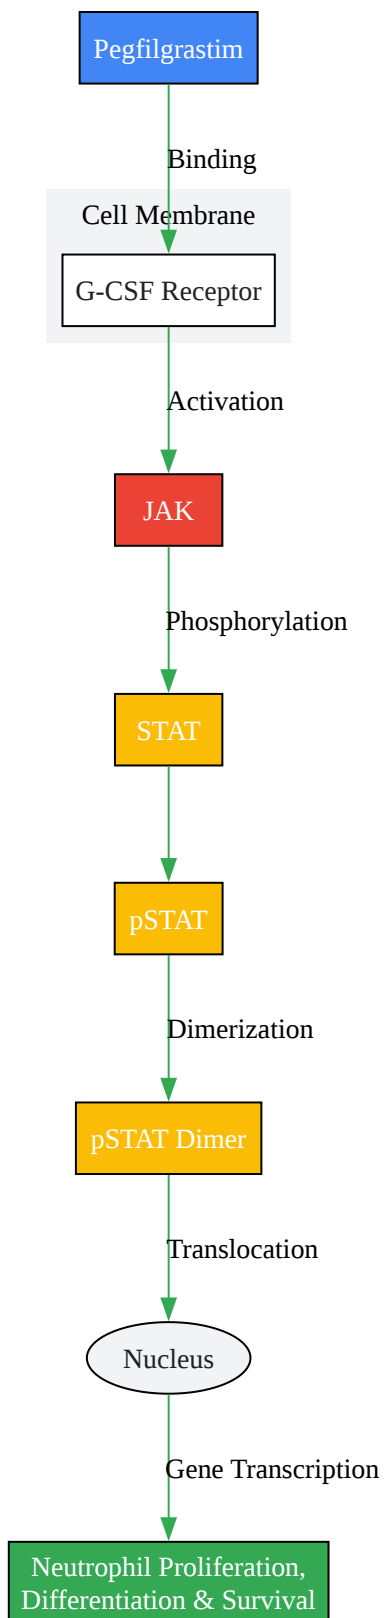 Pegfilgrastim
Binding
Cell Membrane
G-CSF Receptor
Activation
JAK
Phosphorylation
STAT
pSTAT
Dimerization
pSTAT Dimer
Translocation
Nucleus
Gene Transcription
Neutrophil Proliferation,
Differentiation & Survival